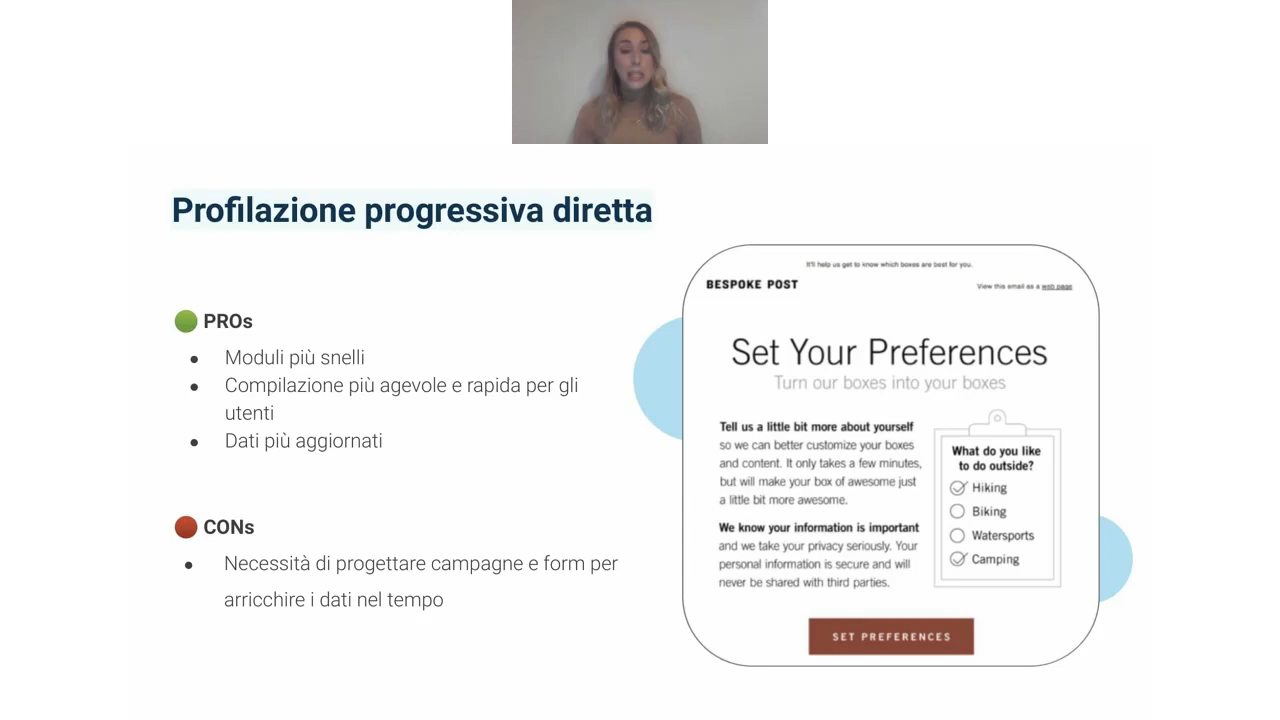 Profilazione progressiva diretta
PROs
● Moduli più snelli
● Compilazione più agevole e rapida per gli
utenti
● Dati più aggiornati
CONs
● Necessità di progettare campagne e form per
arricchire i dati nel tempo
It'll help us get to know which boxes are best for you.
BESPOKE POST
View this email as a web page
Set Your Preferences
Turn our boxes into your boxes
Tell us a little bit more about yourself
so we can better customize your boxes
and content. It only takes a few minutes,
but will make your box of awesome just
a little bit more awesome.
We know your information is important
and we take your privacy seriously. Your
personal information is secure and will
never be shared with third parties.
What do you like
to do outside?
Hiking
Biking
Watersports
Camping
SET PREFERENCES